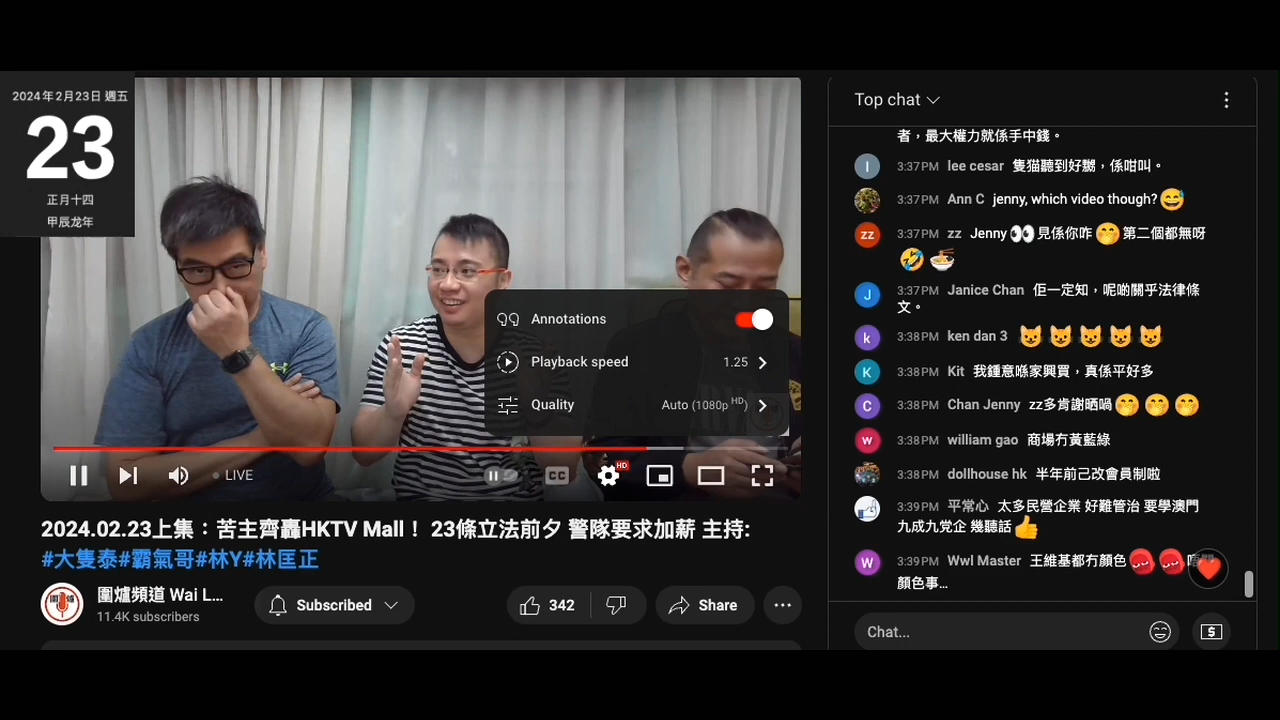 2024年2月23日 週五
23
正月十四
甲辰龙年
Annotations
Playback speed 1.25
Quality Auto (1080p HD)
LIVE
CC
HD
2024.02.23上集：苦主齊轟HKTV Mall！ 23條立法前夕 警隊要求加薪 主持:
#大隻泰#霸氣哥#林Y#林匡正
圍爐頻道 Wai L...
11.4K subscribers
Subscribed
342
Share
Top chat
者，最大權力就係手中錢。
3:37PM lee cesar 隻猫聽到好嬲，係咁叫。
3:37PM Ann C jenny, which video though?😅
3:37PM zz Jenny👀見係你咋🤭第二個都無呀
🤣🍜
3:37PM Janice Chan 佢一定知，呢啲關乎法律條
文。
3:38PM ken dan 3 😺😺😺😺😺
3:38PM Kit 我鍾意喺家興買，真係平好多
3:38PM Chan Jenny zz多肯謝晒喎🤭🤭🤭
3:38PM william gao 商場冇黃藍綠
3:38PM dollhouse hk 半年前己改會員制啦
3:39PM 平常心 太多民營企業 好難管治 要學澳門
九成九党企 幾聽話👍
3:39PM Wwl Master 王維基都冇顏色
顏色事...
Chat...